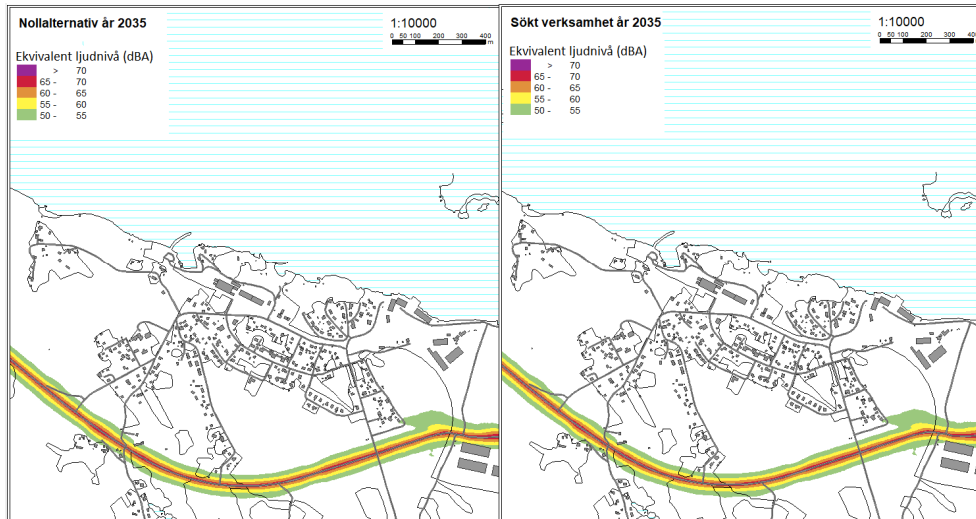 Nollalternativ år 2035
1:10000
0 50 100 200 300 400
m
Ekvivalent ljudnivå (dBA)
> 70
65 - 70
60 - 65
55 - 60
50 - 55
Sökt verksamhet år 2035
1:10000
0 50 100 200 300 400
Ekvivalent ljudnivå (dBA)
> 70
65 - 70
60 - 65
55 - 60
50 - 55